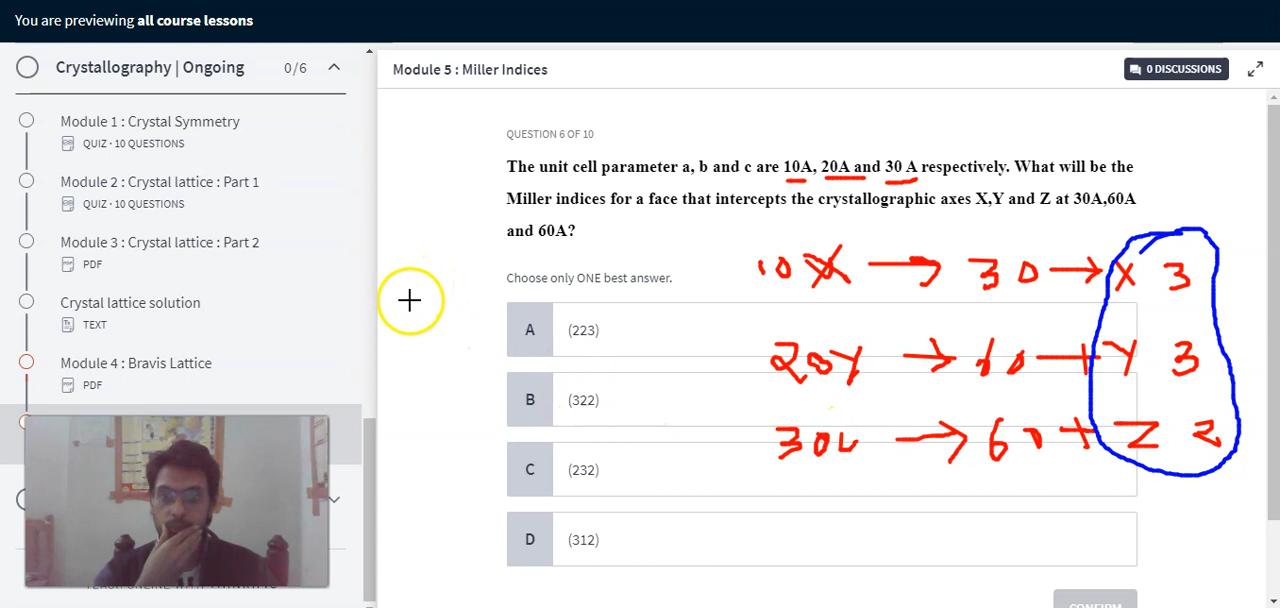 You are previewing all course lessons
Crystallography | Ongoing
0/6
Module 1 : Crystal Symmetry
QUIZ · 10 QUESTIONS
Module 2 : Crystal lattice : Part 1
QUIZ · 10 QUESTIONS
Module 3 : Crystal lattice : Part 2
PDF
Crystal lattice solution
TEXT
Module 4 : Bravis Lattice
PDF
Module 5 : Miller Indices
0 DISCUSSIONS
QUESTION 6 OF 10
The unit cell parameter a, b and c are 10A, 20A and 30 A respectively. What will be the
Miller indices for a face that intercepts the crystallographic axes X,Y and Z at 30A,60A
and 60A?
Choose only ONE best answer.
A (223)
B (322)
C (232)
D (312)
10 X → 30 → X 3
20Y → 60 → Y 3
→ 60 Z 2
CONFIRM